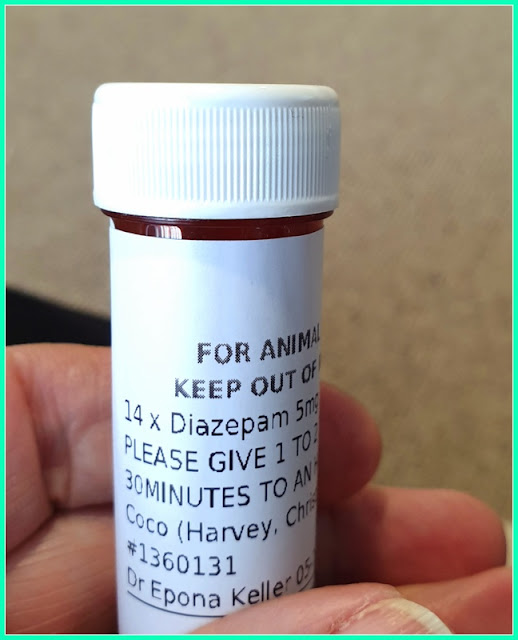 FOR ANIMAL
KEEP OUT OF
14 x Diazepam 5mg
PLEASE GIVE 1 TO 2
30MINUTES TO AN
Coco (Harvey, Chris
#1360131
Dr Epona Keller 05-